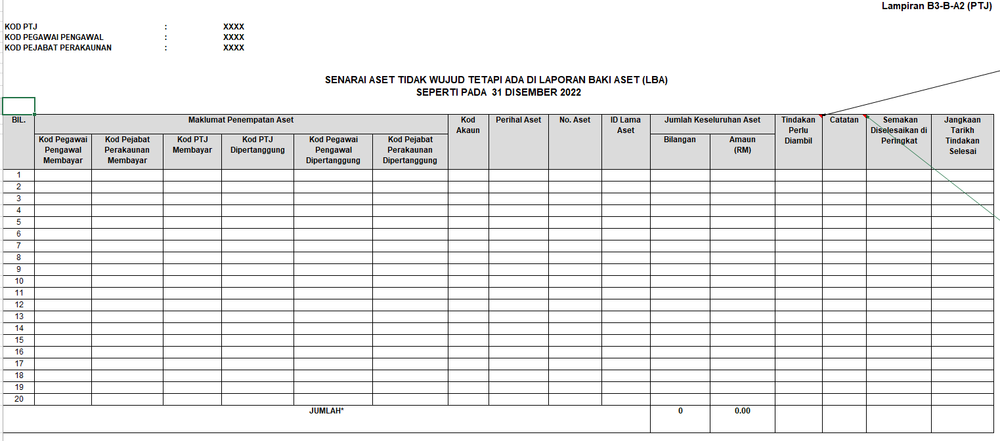 Lampiran B3-B-A2 (PTJ)
KOD PTJ : XXXX
KOD PEGAWAI PENGAWAL : XXXX
KOD PEJABAT PERAKAUNAN : XXXX
SENARAI ASET TIDAK WUJUD TETAPI ADA DI LAPORAN BAKI ASET (LBA)
SEPERTI PADA 31 DISEMBER 2022
BIL.
Maklumat Penempatan Aset
Kod Pegawai
Pengawal
Membayar
Kod Pejabat
Perakaunan
Membayar
Kod PTJ
Membayar
Kod PTJ
Dipertanggung
Kod Pegawai
Pengawal
Dipertanggung
Kod Pejabat
Perakaunan
Dipertanggung
Kod
Akaun
Perihal Aset
No. Aset
ID Lama
Aset
Jumlah Keseluruhan Aset
Bilangan
Amaun
(RM)
Tindakan
Perlu
Diambil
Catatan
Semakan
Diselesaikan di
Peringkat
Jangkaan
Tarikh
Tindakan
Selesai
1
2
3
4
5
6
7
8
9
10
11
12
13
14
15
16
17
18
19
20
JUMLAH* 0 0.00